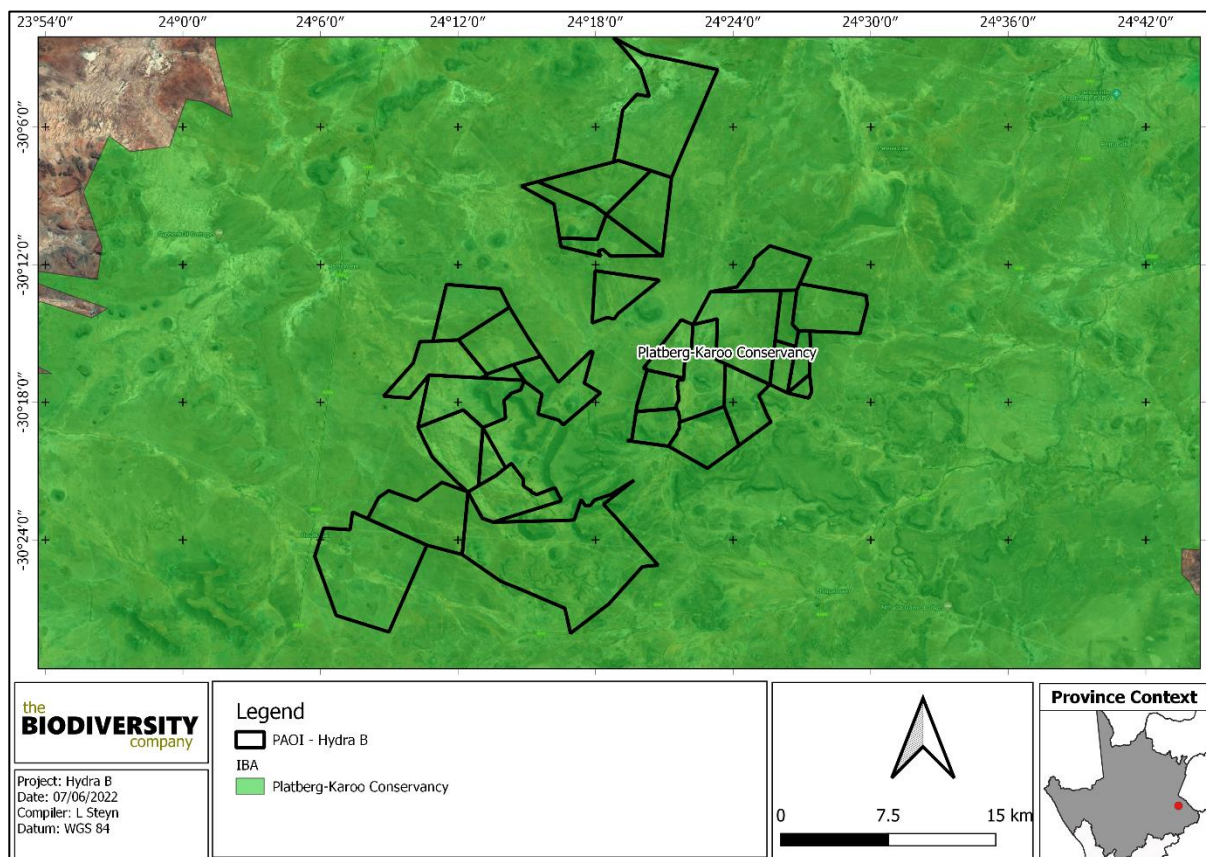 23°54′0″ 24°0′0″ 24°6′0″ 24°12′0″ 24°18′0″ 24°24′0″ 24°30′0″ 24°36′0″ 24°42′0″
-30°6′0″
-30°12′0″
-30°18′0″
-30°24′0″
Platberg-Karoo Conservancy
the
BIODIVERSITY
company
Project: Hydra B
Date: 07/06/2022
Compiler: L Steyn
Datum: WGS 84
Legend
PAOI - Hydra B
IBA
Platberg-Karoo Conservancy
0 7.5 15 km
Province Context